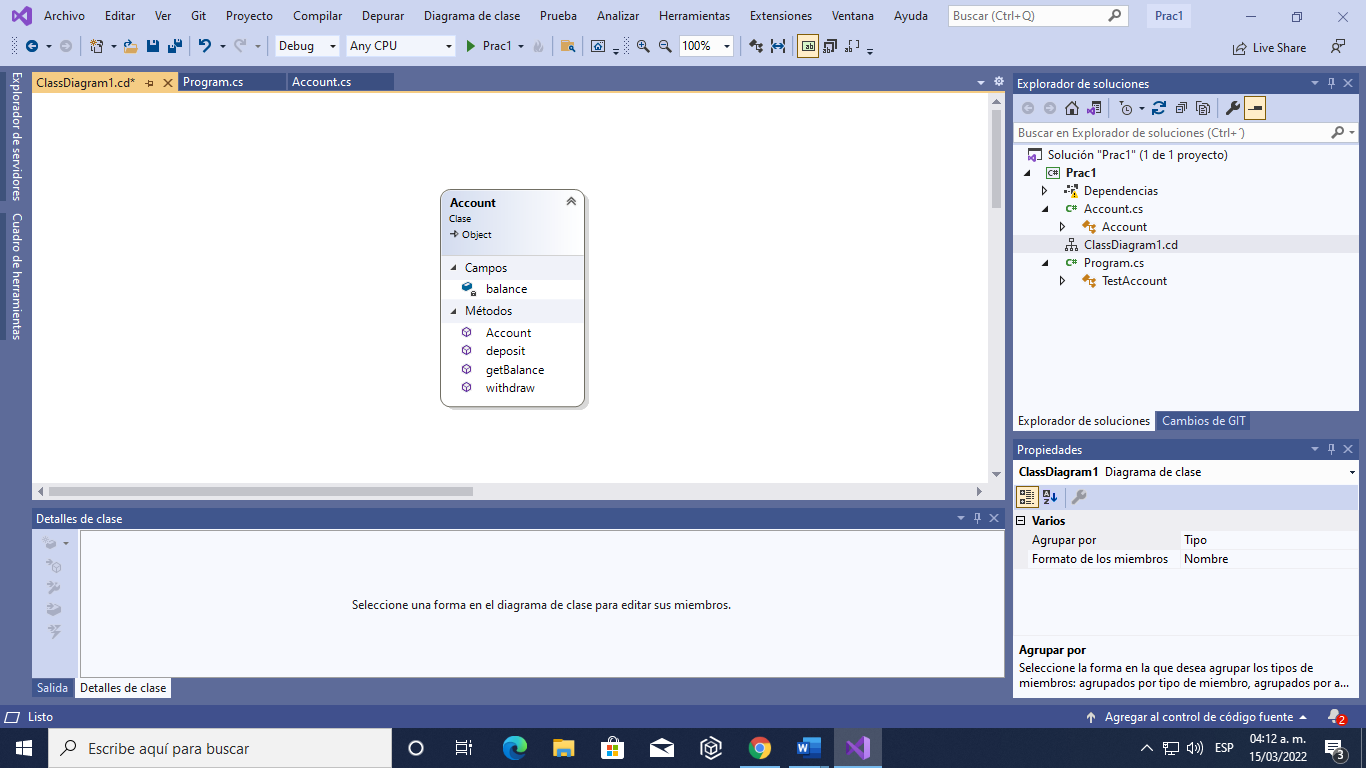 Archivo Editar Ver Git Proyecto Compilar Depurar Diagrama de clase Prueba Analizar Herramientas Extensiones Ventana Ayuda Buscar (Ctrl+Q) Prac1
Debug Any CPU Prac1 100% Live Share
Explorador de servidores
Cuadro de herramientas
ClassDiagram1.cd* Program.cs Account.cs
Account
Clase
Object
Campos
balance
Métodos
Account
deposit
getBalance
withdraw
Detalles de clase
Seleccione una forma en el diagrama de clase para editar sus miembros.
Salida Detalles de clase
Explorador de soluciones
Buscar en Explorador de soluciones (Ctrl+´)
Solución "Prac1" (1 de 1 proyecto)
Prac1
Dependencias
Account.cs
Account
ClassDiagram1.cd
Program.cs
TestAccount
Explorador de soluciones Cambios de GIT
Propiedades
ClassDiagram1 Diagrama de clase
Varios
Agrupar por Tipo
Formato de los miembros Nombre
Agrupar por
Seleccione la forma en la que desea agrupar los tipos de
miembros: agrupados por tipo de miembro, agrupados por a...
Listo Agregar al control de código fuente 2
Escribe aquí para buscar
ESP
04:12 a. m.
15/03/2022
3